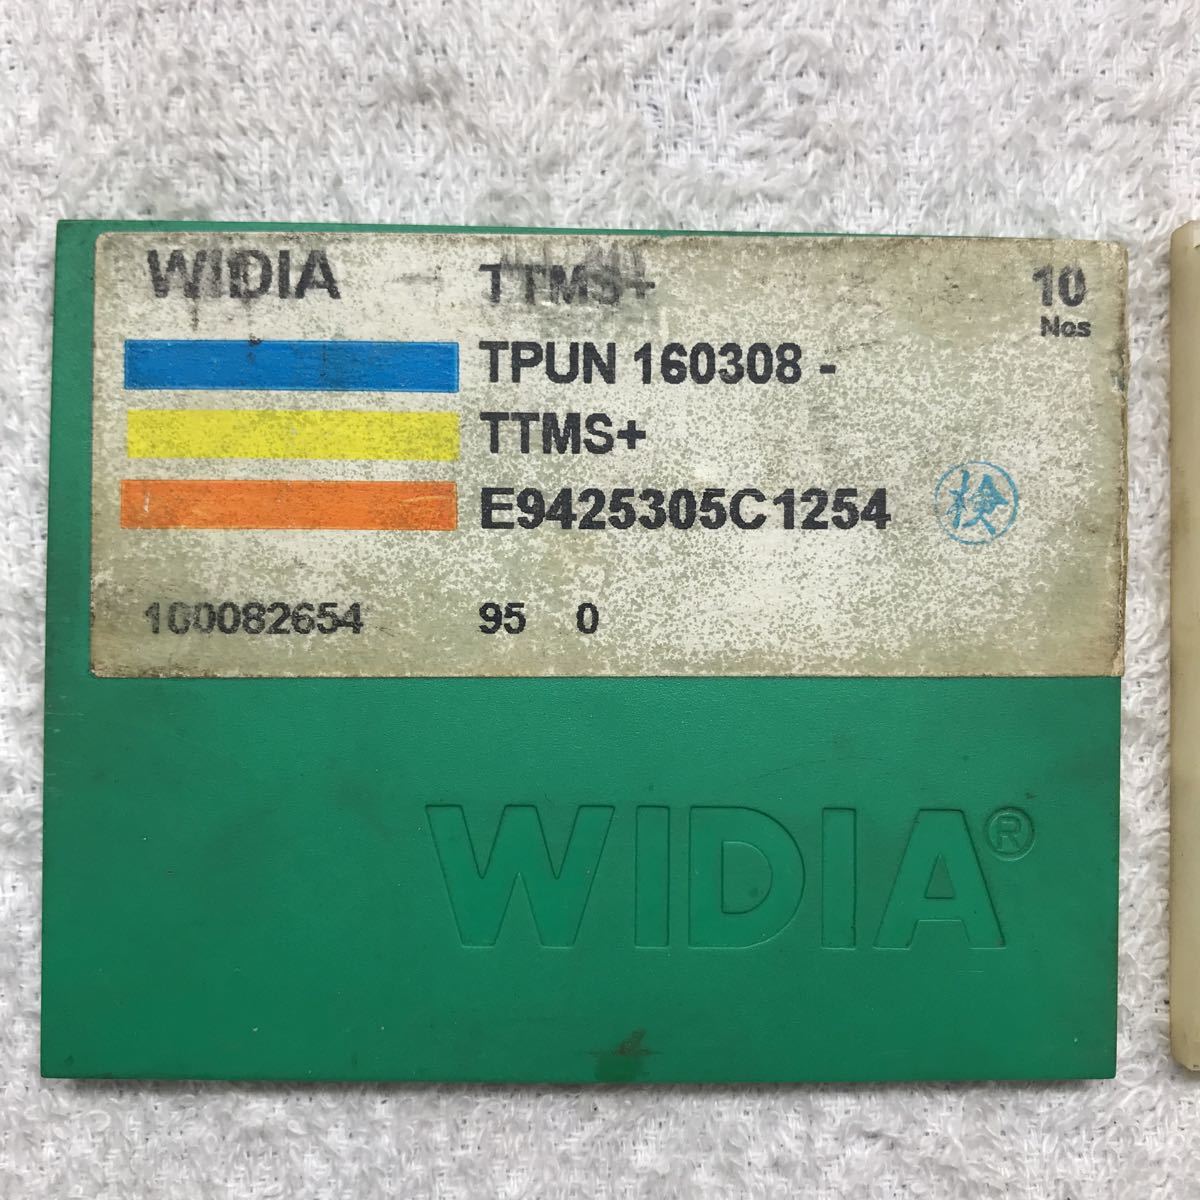 WIDIA TTMS+ 10
Nos
TPUN 160308 -
TTMS+
E9425305C1254 検
100082654 95 0
WIDIA®